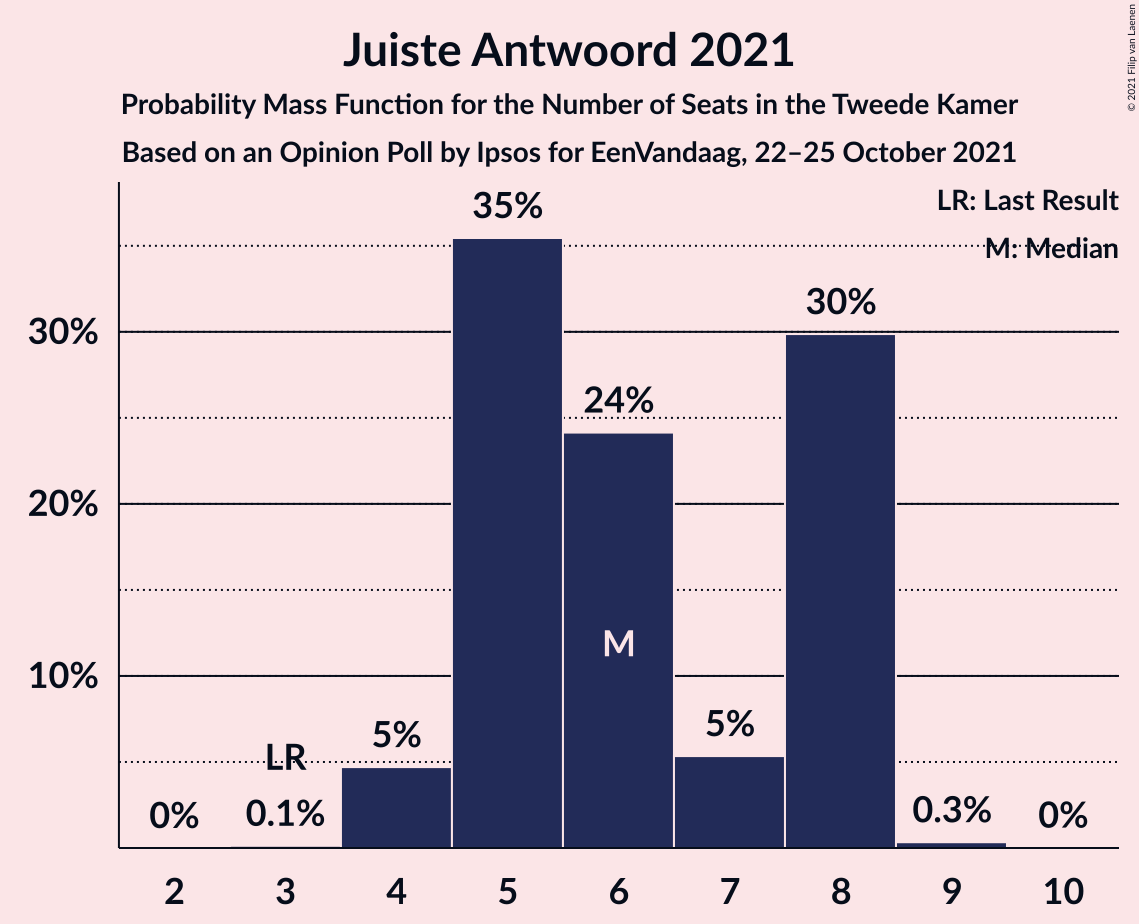 Juiste Antwoord 2021
Probability Mass Function for the Number of Seats in the Tweede Kamer
Based on an Opinion Poll by Ipsos for EenVandaag, 22–25 October 2021
© 2021 Filip van Laenen
LR: Last Result
M: Median
35%
30%
24%
30%
20%
10%
M
5%
5%
LR
0%
0.1%
0.3%
0%
2 3 4 5 6 7 8 9 10